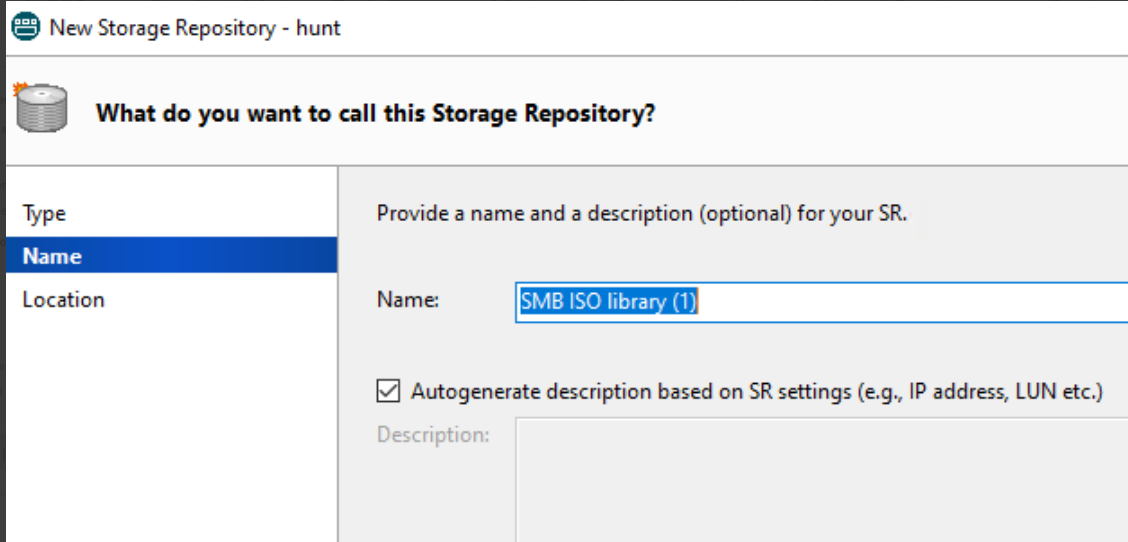 New Storage Repository - hunt
What do you want to call this Storage Repository?
Type
Name
Location
Provide a name and a description (optional) for your SR.
Name: SMB ISO library (1)
Autogenerate description based on SR settings (e.g., IP address, LUN etc.)
Description: